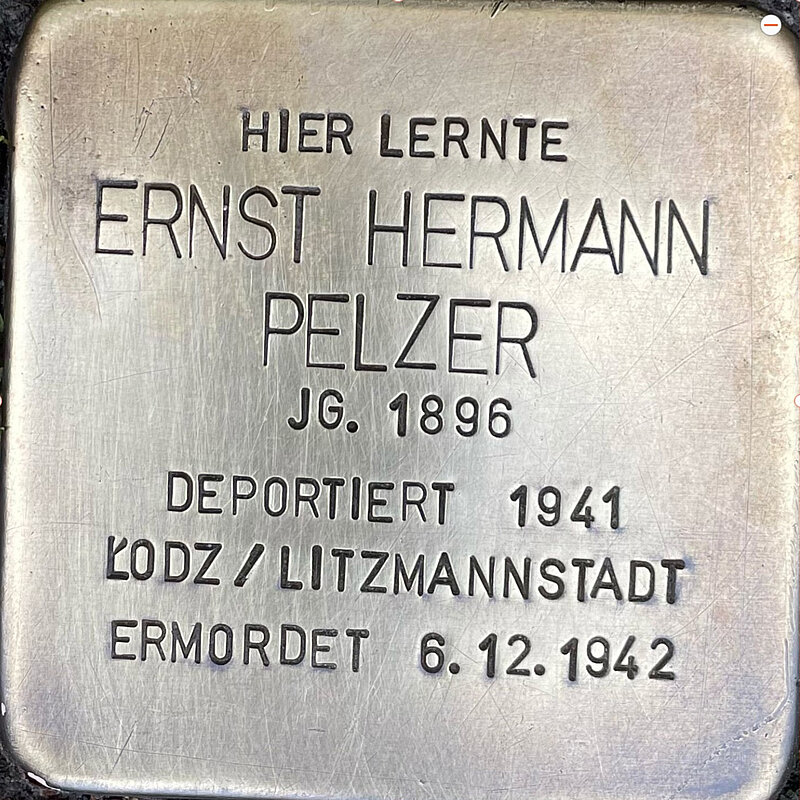 HIER LERNTE
ERNST HERMANN
PELZER
JG. 1896
DEPORTIERT 1941
ŁODZ / LITZMANNSTADT
ERMORDET 6.12.1942